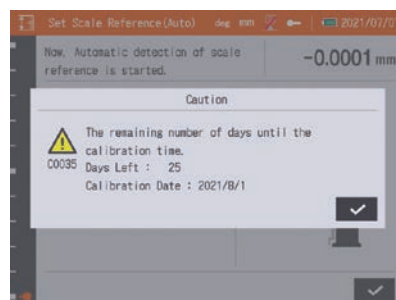 Set Scale Reference(Auto) deg mm 2021/07/0
Now, Automatic detection of scale
reference is started.
-0.0001 mm
Caution
The remaining number of days until the
calibration time.
C0035
Days Left : 25
Calibration Date : 2021/8/1